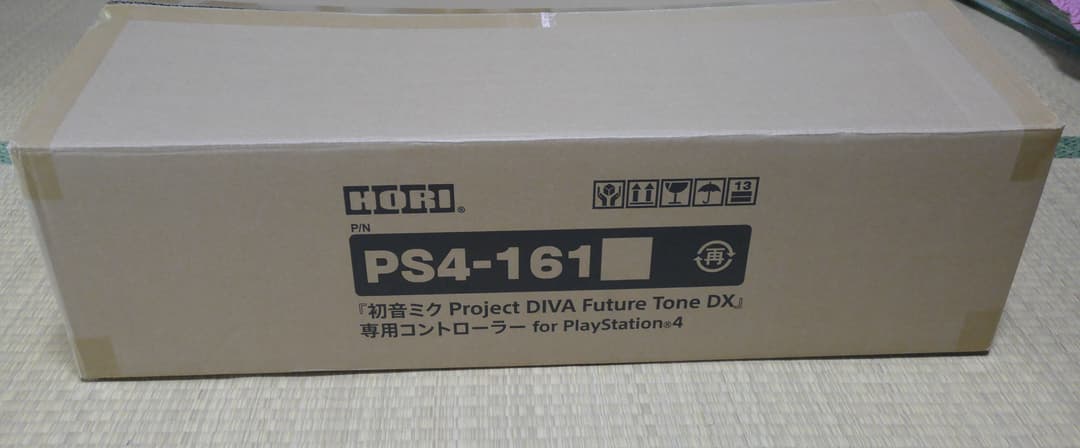 HORI®
13
P/N
PS4-161
再
『初音ミク Project DIVA Future Tone DX』
専用コントローラー for PlayStation®4